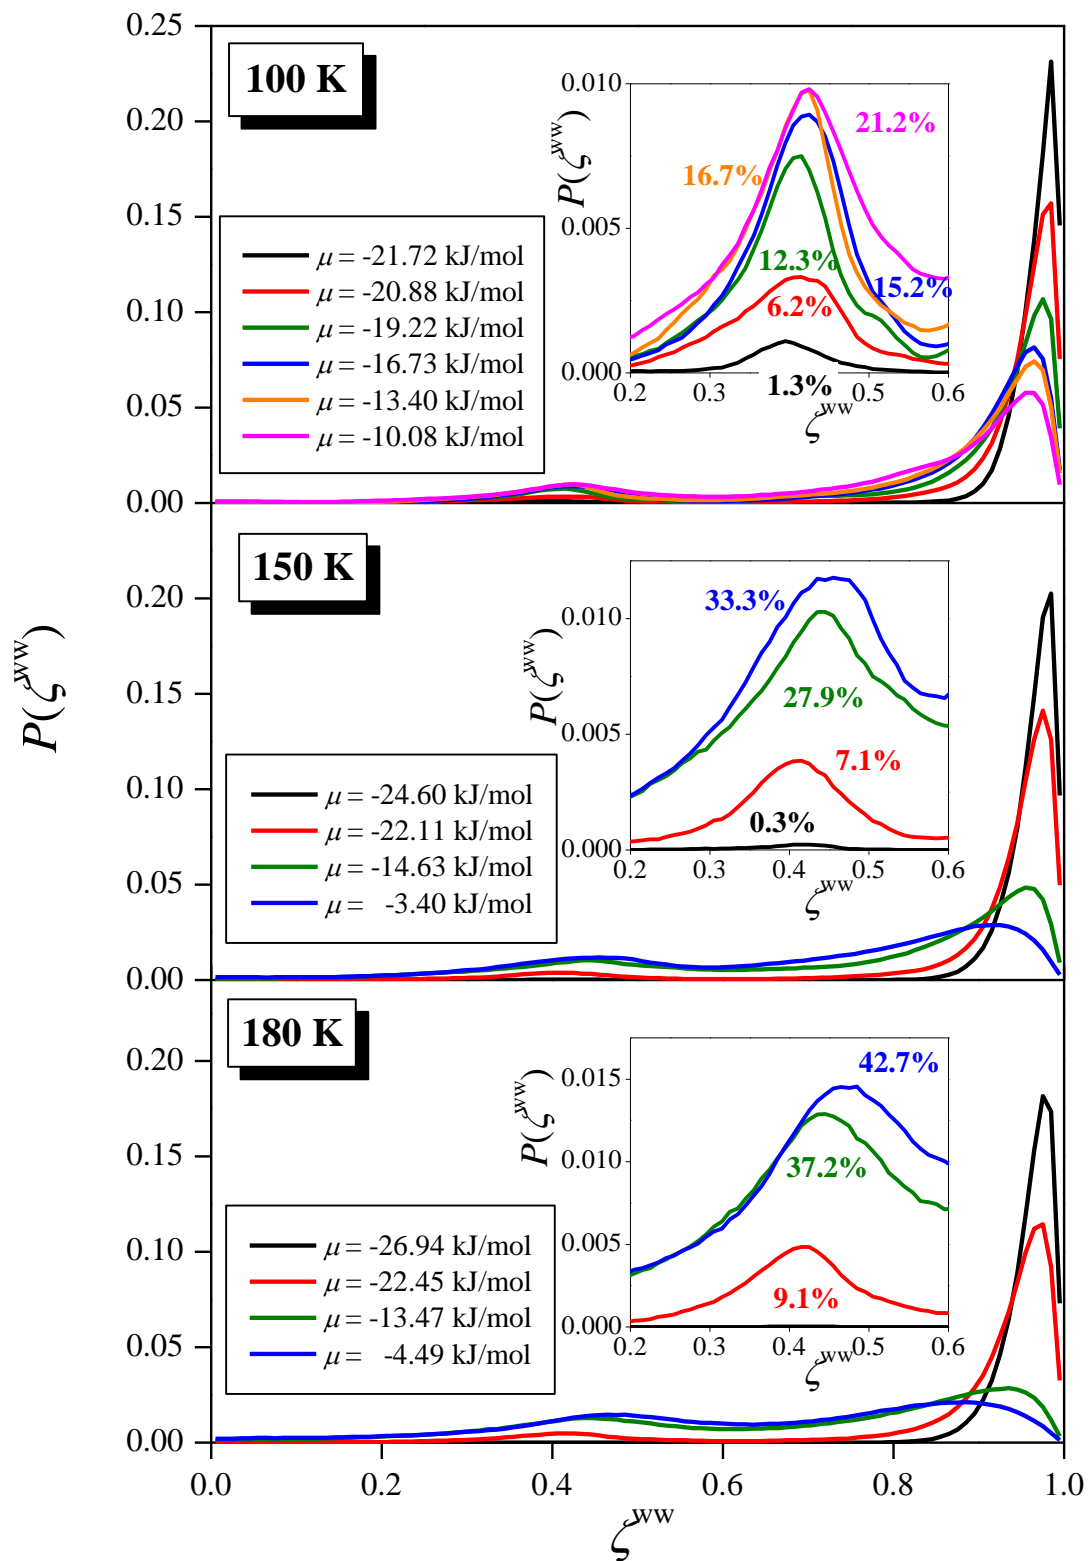 P(ζ^ww)
100 K
0.25
0.20
0.15
0.10
0.05
0.00
μ = -21.72 kJ/mol
μ = -20.88 kJ/mol
μ = -19.22 kJ/mol
μ = -16.73 kJ/mol
μ = -13.40 kJ/mol
μ = -10.08 kJ/mol
P(ζ^ww)
0.010
0.005
0.000
21.2%
16.7%
12.3%
15.2%
6.2%
1.3%
0.2 0.3 0.5 0.6
ζ^ww
150 K
0.20
0.15
0.10
0.05
0.00
μ = -24.60 kJ/mol
μ = -22.11 kJ/mol
μ = -14.63 kJ/mol
μ = -3.40 kJ/mol
P(ζ^ww)
0.010
0.005
0.000
33.3%
27.9%
7.1%
0.3%
0.2 0.3 0.4 0.5 0.6
ζ^ww
180 K
0.20
0.15
0.10
0.05
0.00
μ = -26.94 kJ/mol
μ = -22.45 kJ/mol
μ = -13.47 kJ/mol
μ = -4.49 kJ/mol
P(ζ^ww)
0.015
0.010
0.005
0.000
42.7%
37.2%
9.1%
0.2 0.3 0.4 0.5 0.6
ζ^ww
0.0 0.2 0.4 0.6 0.8 1.0
ζ^ww